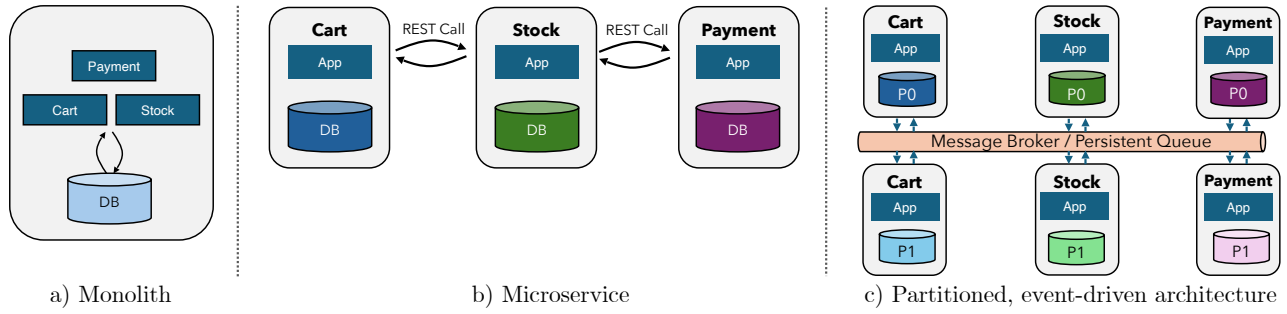 Payment
Cart
Stock
DB
a) Monolith
Cart
App
DB
REST Call
Stock
App
DB
REST Call
Payment
App
DB
b) Microservice
Cart
App
P0
Stock
App
P0
Payment
App
P0
Message Broker / Persistent Queue
Cart
App
P1
Stock
App
P1
Payment
App
P1
c) Partitioned, event-driven architecture